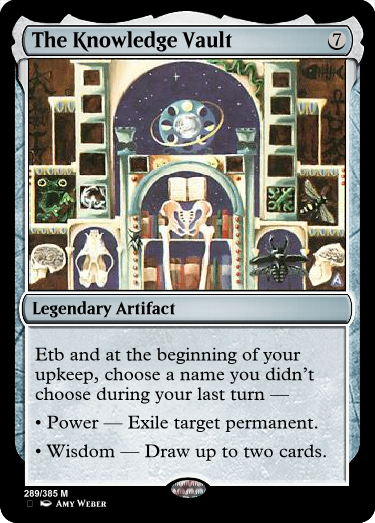 The Knowledge Vault 7
Legendary Artifact
Etb and at the beginning of your
upkeep, choose a name you didn't
choose during your last turn —
• Power — Exile target permanent.
• Wisdom — Draw up to two cards.
289/385 M
Amy Weber